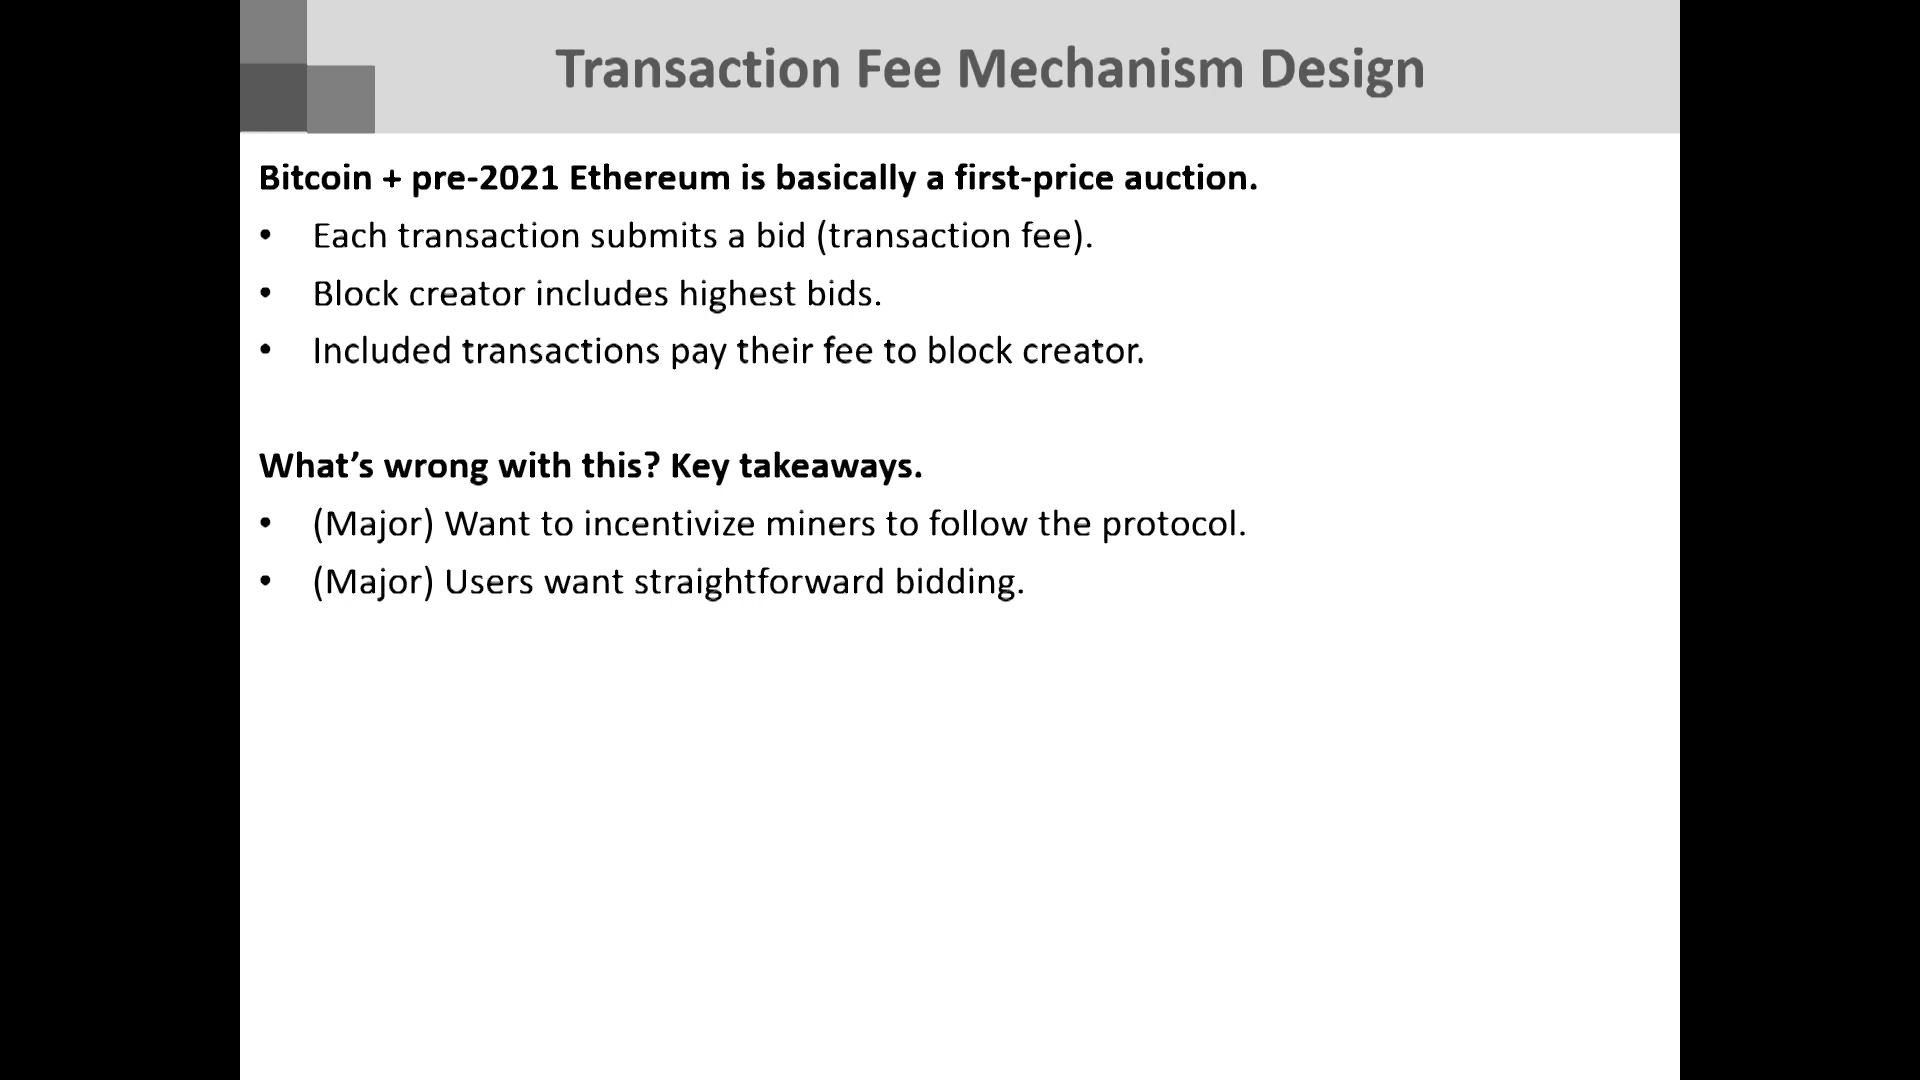 Transaction Fee Mechanism Design
Bitcoin + pre-2021 Ethereum is basically a first-price auction.
• Each transaction submits a bid (transaction fee).
• Block creator includes highest bids.
• Included transactions pay their fee to block creator.
What’s wrong with this? Key takeaways.
• (Major) Want to incentivize miners to follow the protocol.
• (Major) Users want straightforward bidding.